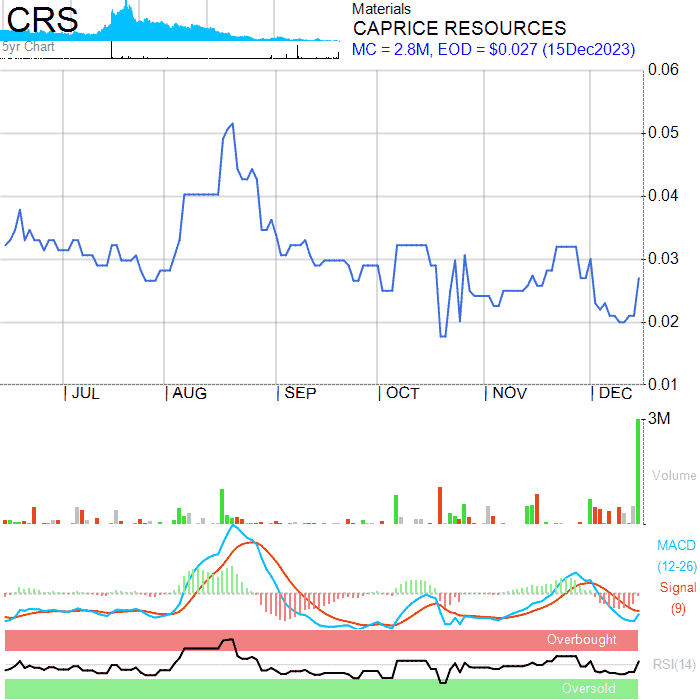 CRS
5yr Chart
Materials
CAPRICE RESOURCES
MC = 2.8M, EOD = $0.027 (15Dec2023)
0.06
0.05
0.04
0.03
0.02
0.01
JUL AUG SEP OCT NOV DEC
3M
Volume
MACD
(12-26)
Signal
(9)
Overbought
RSI(14)
Oversold